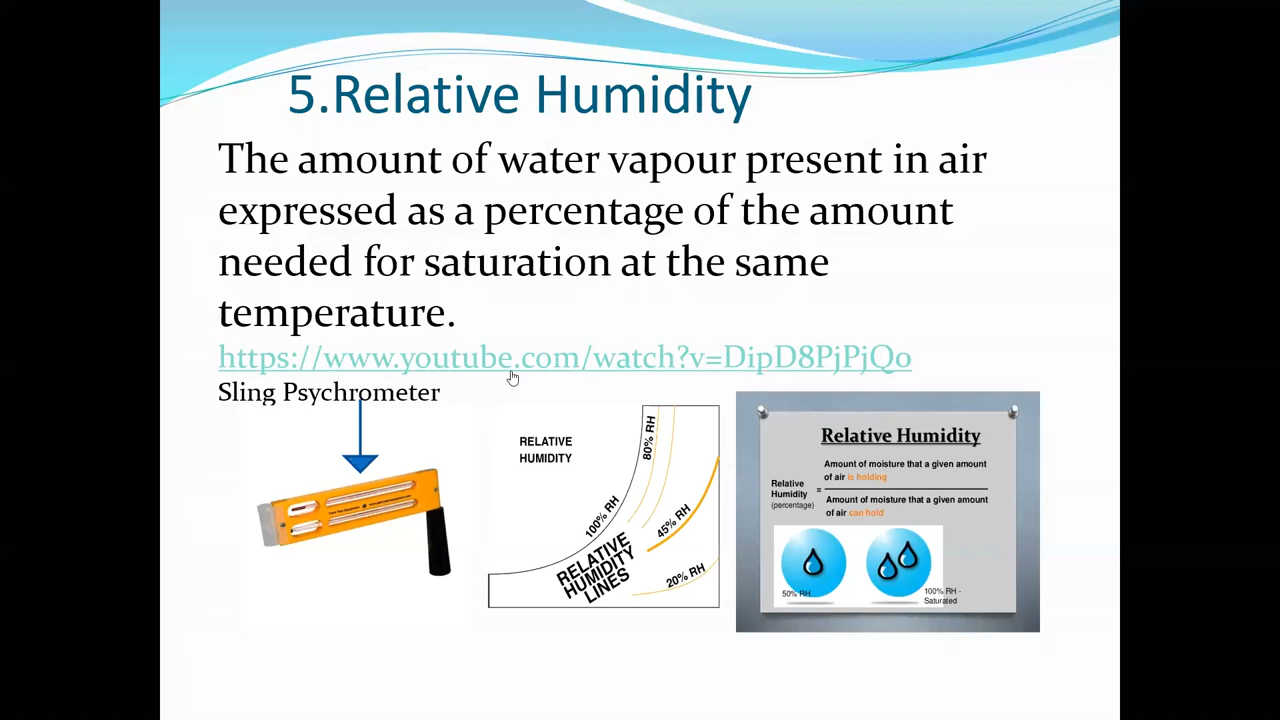 5.Relative Humidity
The amount of water vapour present in air
expressed as a percentage of the amount
needed for saturation at the same
temperature.
https://www.youtube.com/watch?v=DipD8PjPjQo
Sling Psychrometer
RELATIVE
HUMIDITY
80% RH
100% RH
45% RH
20% RH
RELATIVE
HUMIDITY
LINES
Relative Humidity
Relative
Humidity
(percentage)
=
Amount of moisture that a given amount
of air is holding
Amount of moisture that a given amount
of air can hold
50% RH
100% RH -
Saturated